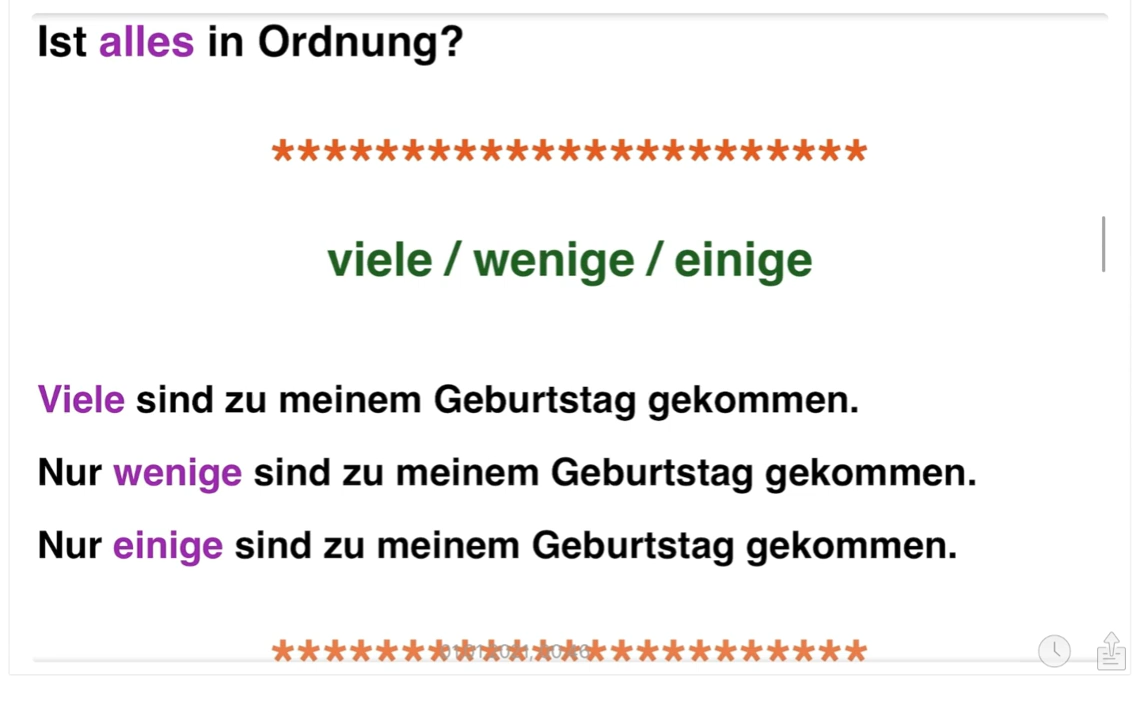 Ist alles in Ordnung?
***********************
viele / wenige / einige
Viele sind zu meinem Geburtstag gekommen.
Nur wenige sind zu meinem Geburtstag gekommen.
Nur einige sind zu meinem Geburtstag gekommen.
***********************